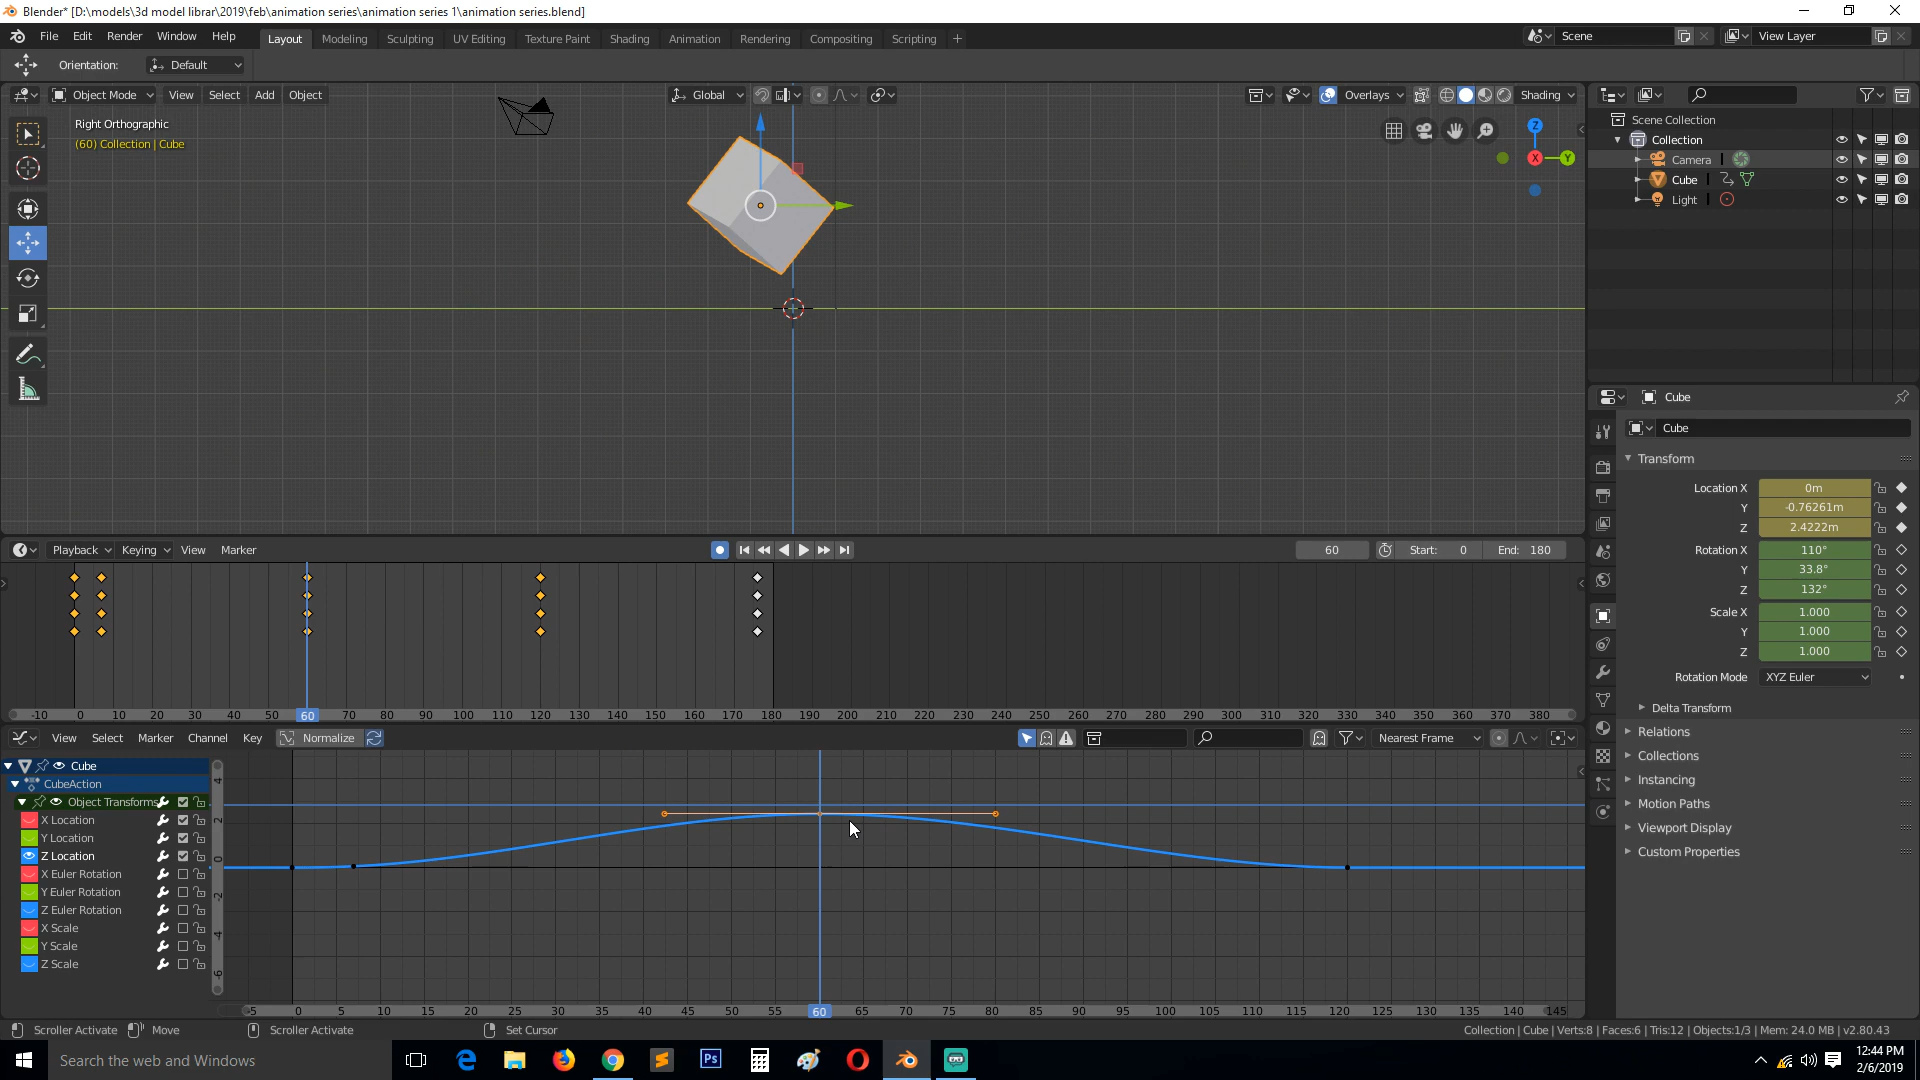 Blender* [D:\models\3d model librar\2019\feb\animation series\animation series 1\animation series.blend]
File Edit Render Window Help Layout Modeling Sculpting UV Editing Texture Paint Shading Animation Rendering Compositing Scripting + Scene View Layer
Orientation: Default
Object Mode View Select Add Object Global Overlays Shading
Right Orthographic
(60) Collection | Cube
Z
X
Y
Scene Collection
Collection
Camera
Cube
Light
Cube
Cube
Transform
Location X 0m
Y -0.76261m
Z 2.4222m
Rotation X 110°
Y 33.8°
Z 132°
Scale X 1.000
Y 1.000
Z 1.000
Rotation Mode XYZ Euler
Delta Transform
Relations
Collections
Instancing
Motion Paths
Viewport Display
Custom Properties
Playback Keying View Marker 60 Start: 0 End: 180
-10 0 10 20 30 40 50 60 70 80 90 100 110 120 130 140 150 160 170 180 190 200 210 220 230 240 250 260 270 280 290 300 310 320 330 340 350 360 370 380
View Select Marker Channel Key Normalize Nearest Frame
Cube
CubeAction
Object Transforms
X Location
Y Location
Z Location
X Euler Rotation
Y Euler Rotation
Z Euler Rotation
X Scale
Y Scale
Z Scale
4
2
0
-2
-4
-6
-5 0 5 10 15 20 25 30 35 40 45 50 55 60 65 70 75 80 85 90 95 100 105 110 115 120 125 130 135 140 145
Scroller Activate Move Scroller Activate Set Cursor
Collection | Cube | Verts:8 | Faces:6 | Tris:12 | Objects:1/3 | Mem: 24.0 MB | v2.80.43
Search the web and Windows
Ps
12:44 PM
2/6/2019